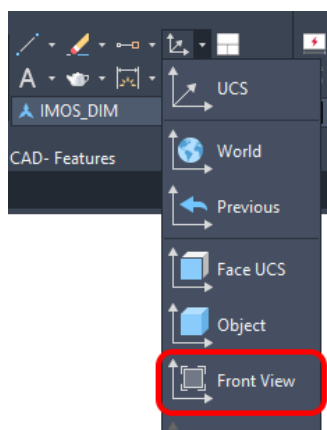 A
IMOS_DIM
CAD- Features
UCS
World
Previous
Face UCS
Object
Front View